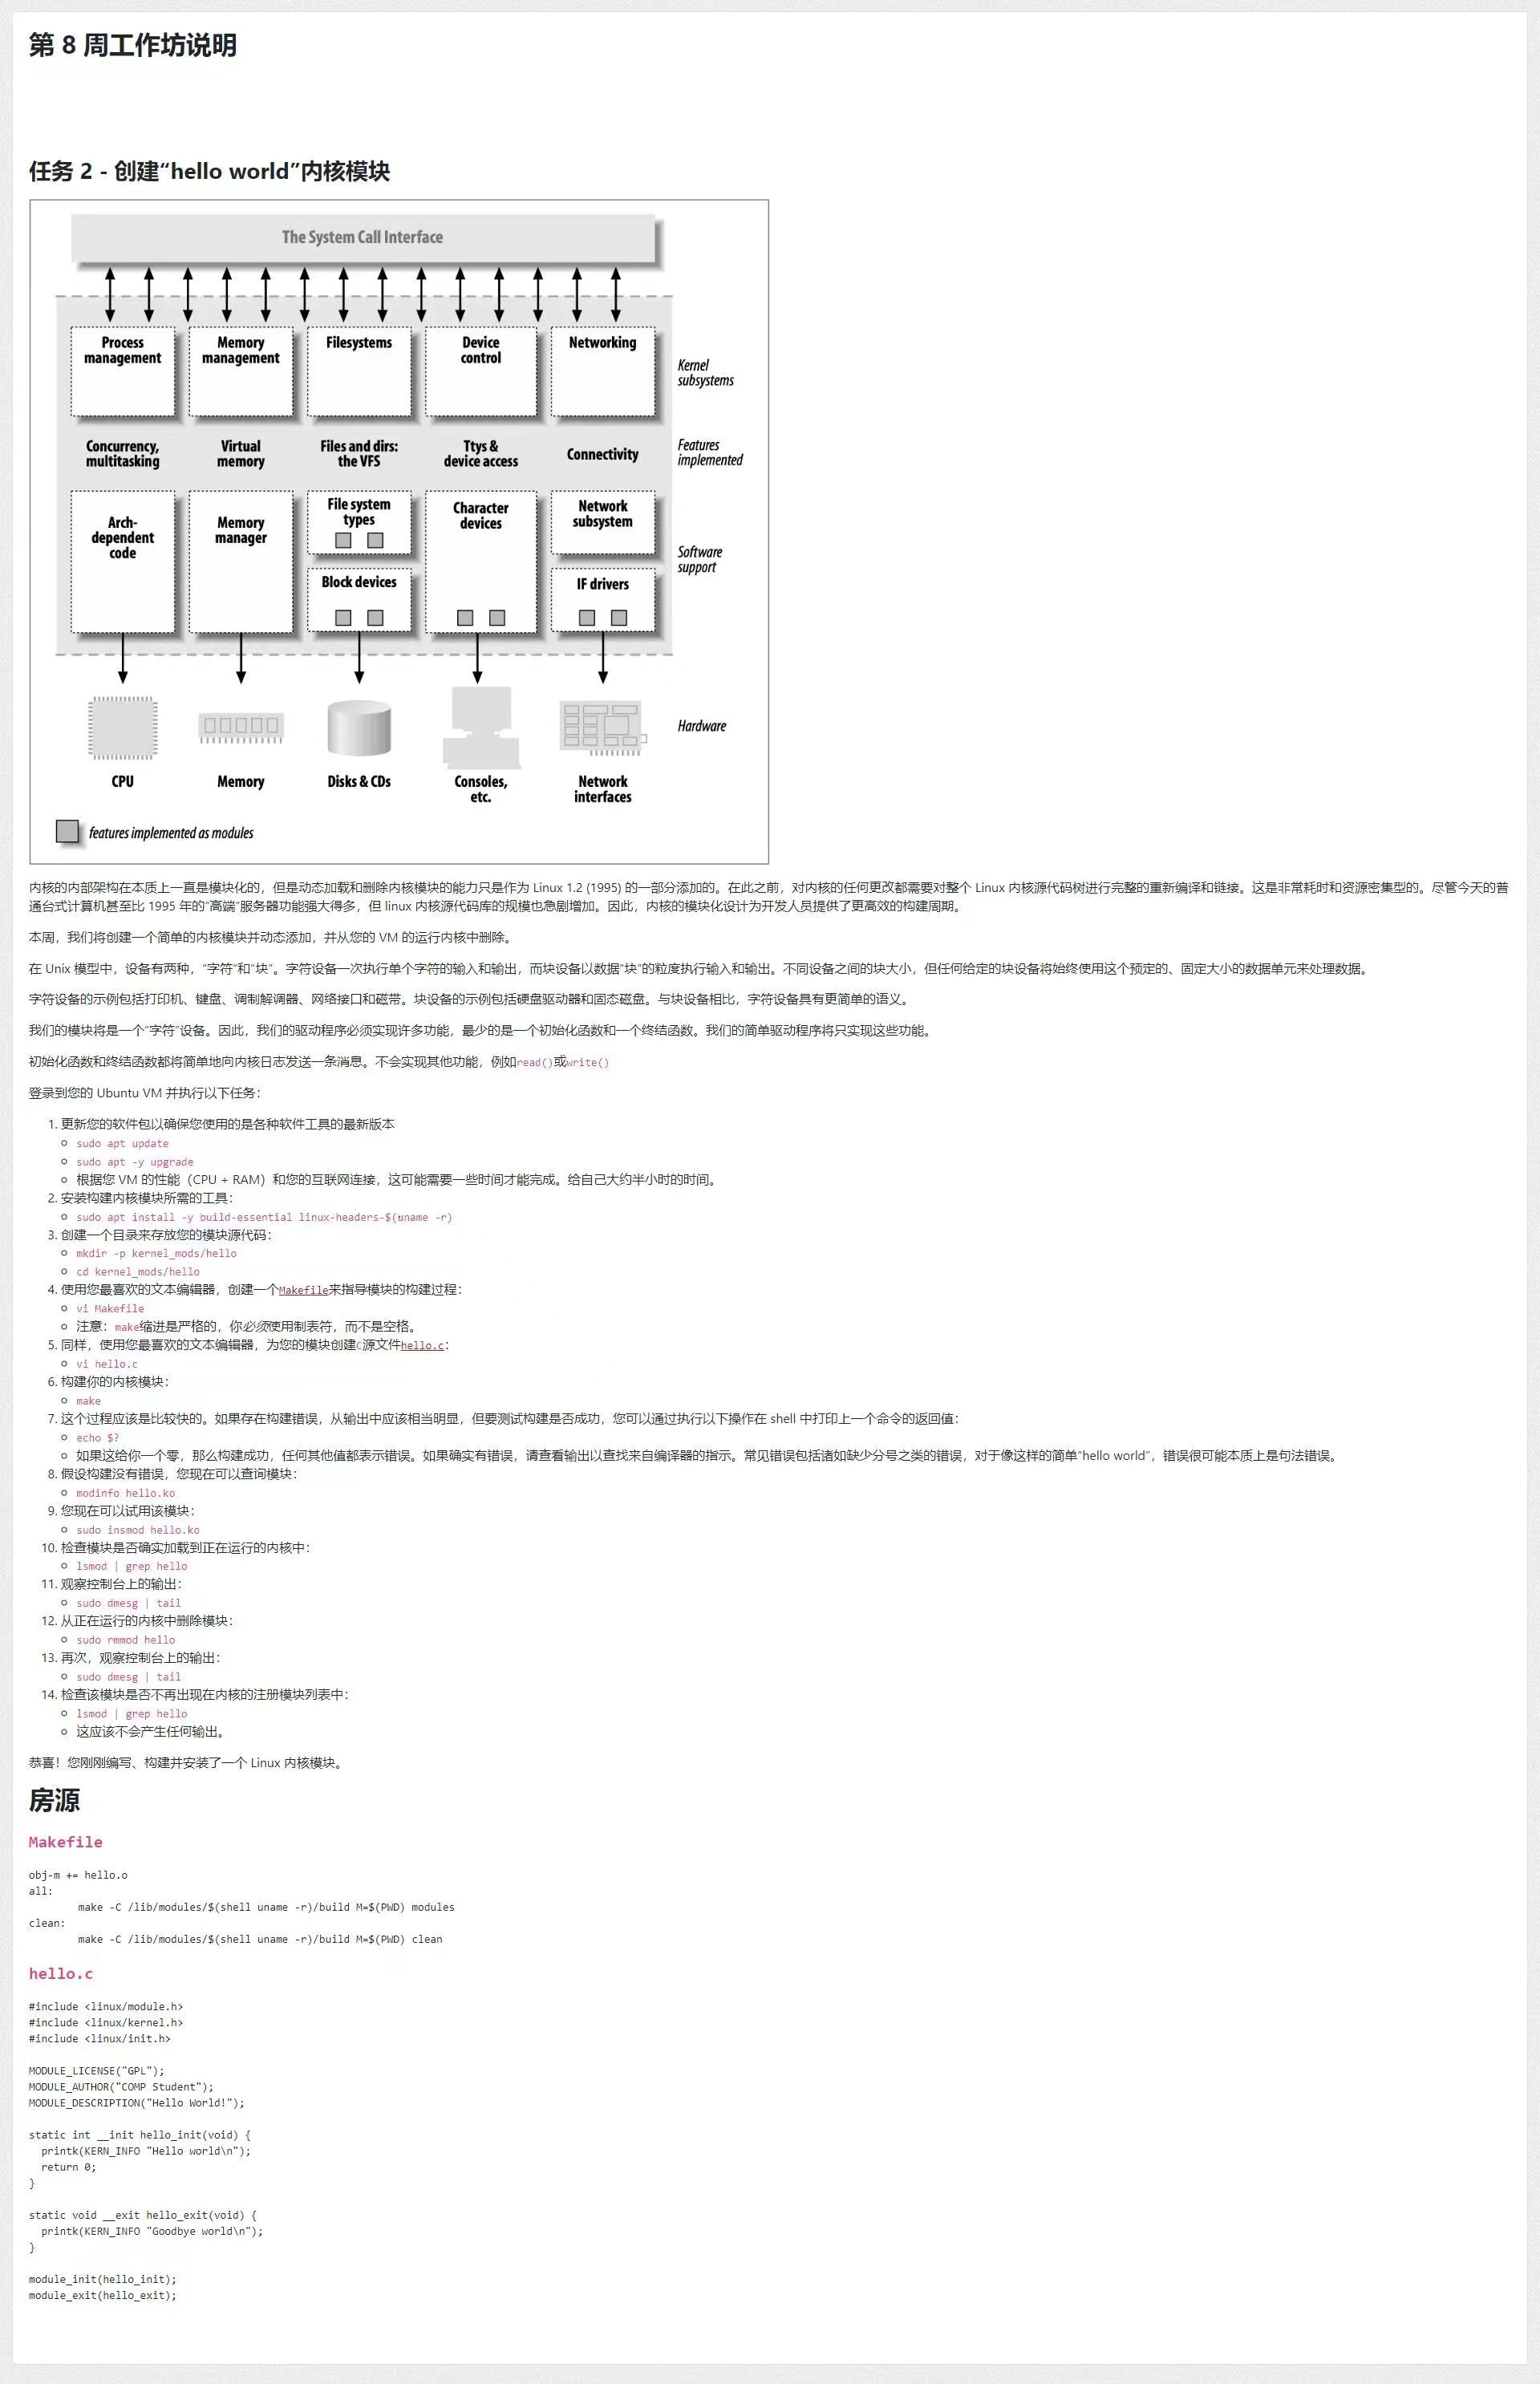 第 8 周工作坊说明
任务 2 - 创建“hello world”内核模块
The System Call Interface
Process
management
Memory
management
Filesystems
Device
control
Networking
Kernel
subsystems
Concurrency,
multitasking
Virtual
memory
Files and dirs:
the VFS
Ttys &
device access
Connectivity
Features
implemented
Arch-
dependent
code
Memory
manager
File system
types
Block devices
Character
devices
Network
subsystem
IF drivers
Software
support
Hardware
CPU
Memory
Disks & CDs
Consoles,
etc.
Network
interfaces
features implemented as modules
内核的内部架构在本质上一直是模块化的，但是动态加载和删除内核模块的能力只是作为 Linux 1.2 (1995) 的一部分添加的。在此之前，对内核的任何更改都需要对整个 Linux 内核源代码树进行完整的重新编译和链接。这是非常耗时和资源密集型的。尽管今天的普
通台式计算机甚至比 1995 年的“高端”服务器功能强大得多，但 linux 内核源代码库的规模也急剧增加。因此，内核的模块化设计为开发人员提供了更高效的构建周期。
本周，我们将创建一个简单的内核模块并动态添加，并从您的 VM 的运行内核中删除。
在 Unix 模型中，设备有两种，“字符”和“块”。字符设备一次执行单个字符的输入和输出，而块设备以数据“块”的粒度执行输入和输出。不同设备之间的块大小，但任何给定的块设备将始终使用这个预定的、固定大小的数据单元来处理数据。
字符设备的示例包括打印机、键盘、调制解调器、网络接口和磁带。块设备的示例包括硬盘驱动器和固态磁盘。与块设备相比，字符设备具有更简单的语义。
我们的模块将是一个“字符”设备。因此，我们的驱动程序必须实现许多功能，最少的是一个初始化函数和一个终结函数。我们的简单驱动程序将只实现这些功能。
初始化函数和终结函数都将简单地向内核日志发送一条消息。不会实现其他功能，例如read()或write()
登录到您的 Ubuntu VM 并执行以下任务：
1. 更新您的软件包以确保您使用的是各种软件工具的最新版本
sudo apt update
sudo apt -y upgrade
根据您 VM 的性能（CPU + RAM）和您的互联网连接，这可能需要一些时间才能完成。给自己大约半小时的时间。
2. 安装构建内核模块所需的工具：
sudo apt install -y build-essential linux-headers-$(uname -r)
3. 创建一个目录来存放您的模块源代码：
mkdir -p kernel_mods/hello
cd kernel_mods/hello
4. 使用您最喜欢的文本编辑器，创建一个Makefile来指导模块的构建过程：
vi Makefile
注意：make缩进是严格的，你必须使用制表符，而不是空格。
5. 同样，使用您最喜欢的文本编辑器，为您的模块创建C源文件hello.c：
vi hello.c
6. 构建你的内核模块：
make
7. 这个过程应该是比较快的。如果存在构建错误，从输出中应该相当明显，但要测试构建是否成功，您可以通过执行以下操作在 shell 中打印上一个命令的返回值：
echo $?
如果这给你一个零，那么构建成功，任何其他值都表示错误。如果确实有错误，请查看输出以查找来自编译器的指示。常见错误包括诸如缺少分号之类的错误，对于像这样的简单“hello world”，错误很可能本质上是句法错误。
8. 假设构建没有错误，您现在可以查询模块：
modinfo hello.ko
9. 您现在可以试用该模块：
sudo insmod hello.ko
10. 检查模块是否确实加载到正在运行的内核中：
lsmod | grep hello
11. 观察控制台上的输出：
sudo dmesg | tail
12. 从正在运行的内核中删除模块：
sudo rmmod hello
13. 再次，观察控制台上的输出：
sudo dmesg | tail
14. 检查该模块是否不再出现在内核的注册模块列表中：
lsmod | grep hello
这应该不会产生任何输出。
恭喜！您刚刚编写、构建并安装了一个 Linux 内核模块。
房源
Makefile
obj-m += hello.o
all:
make -C /lib/modules/$(shell uname -r)/build M=$(PWD) modules
clean:
make -C /lib/modules/$(shell uname -r)/build M=$(PWD) clean
hello.c
#include <linux/module.h>
#include <linux/kernel.h>
#include <linux/init.h>
MODULE_LICENSE("GPL");
MODULE_AUTHOR("COMP Student");
MODULE_DESCRIPTION("Hello World!");
static int __init hello_init(void) {
printk(KERN_INFO "Hello world\n");
return 0;
}
static void __exit hello_exit(void) {
printk(KERN_INFO "Goodbye world\n");
}
module_init(hello_init);
module_exit(hello_exit);